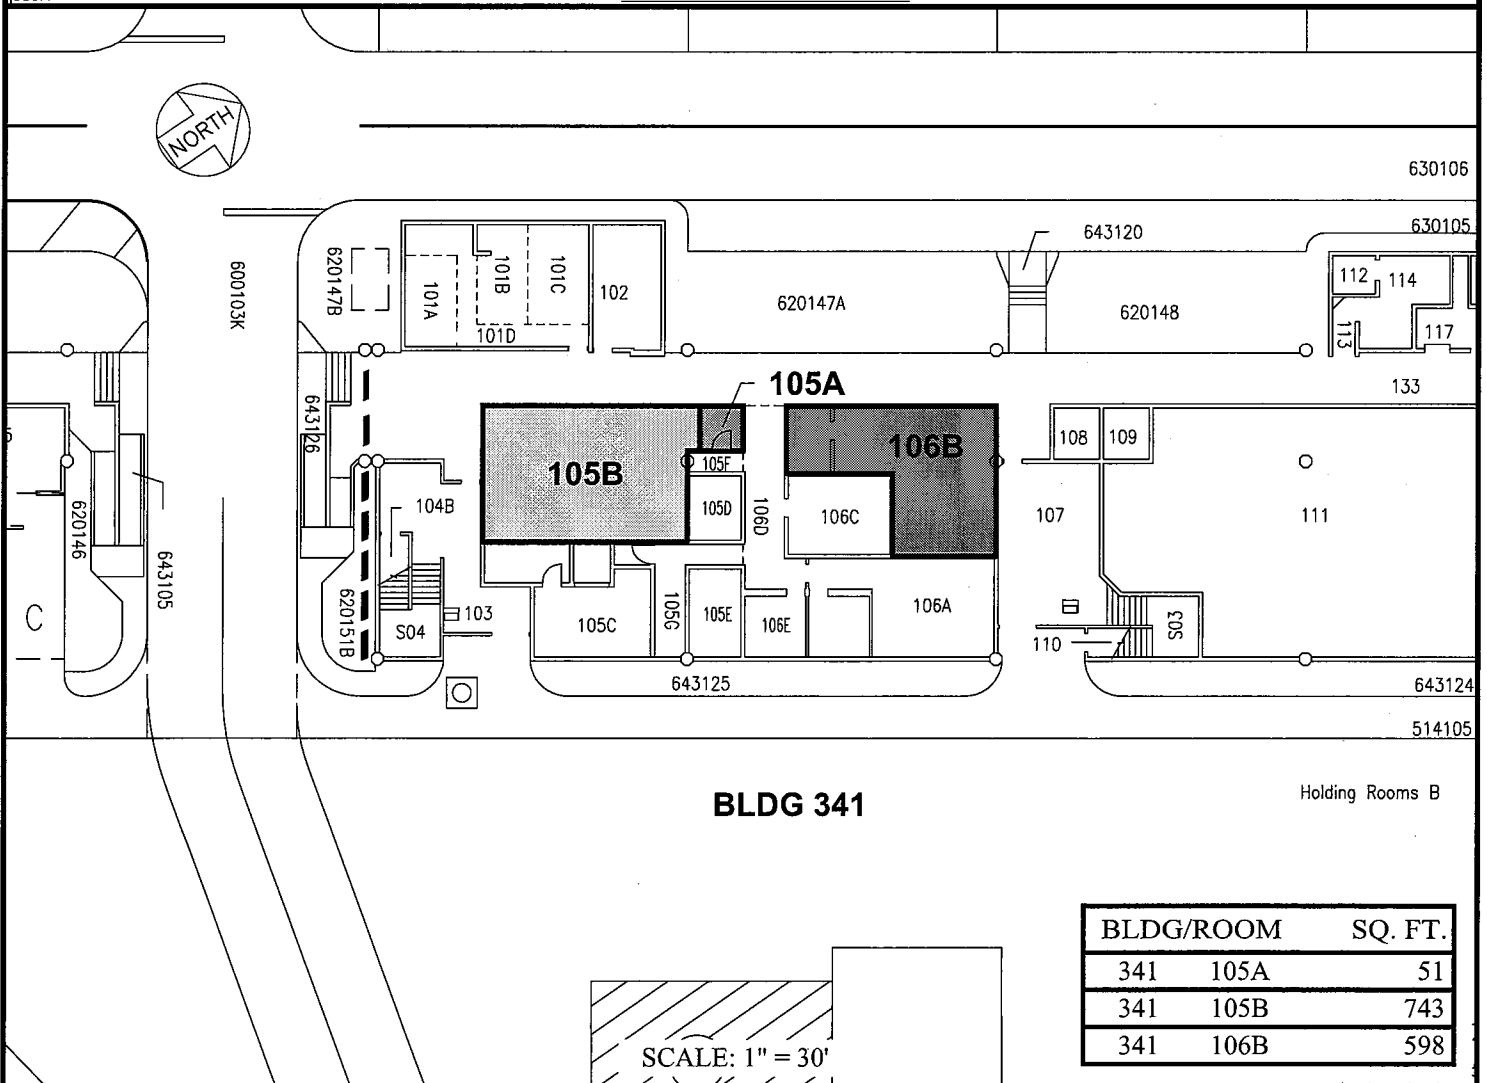 NORTH
630106
630105
643120
600103K
620147B
101A
101B
101C
101D
102
620147A
620148
112
114
113
117
133
105A
643126
105B
105F
106B
108
109
104B
105D
106D
106C
107
111
620146
643105
620151B
S04
103
105C
105G
105E
106E
106A
110
S03
C
643125
643124
514105
BLDG 341
Holding Rooms B
BLDG/ROOM SQ. FT.
341 105A 51
341 105B 743
341 106B 598
SCALE: 1" = 30'